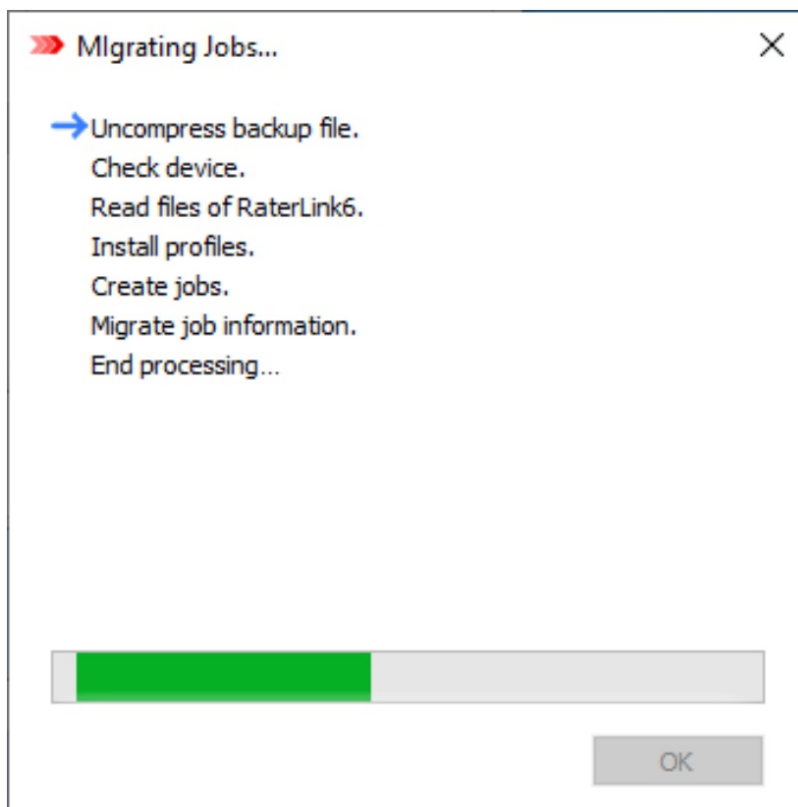 MIgrating Jobs...
Uncompress backup file.
Check device.
Read files of RaterLink6.
Install profiles.
Create jobs.
Migrate job information.
End processing...
OK